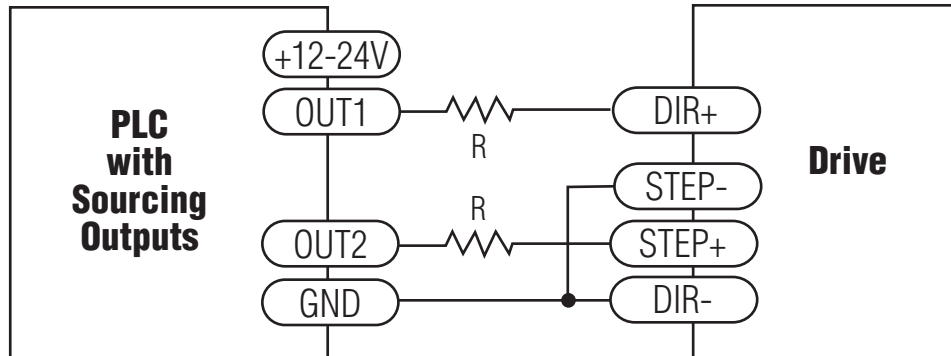 +12-24V
OUT1
R
DIR+
PLC
with
Sourcing
Outputs
Drive
STEP-
R
OUT2
STEP+
GND
DIR-